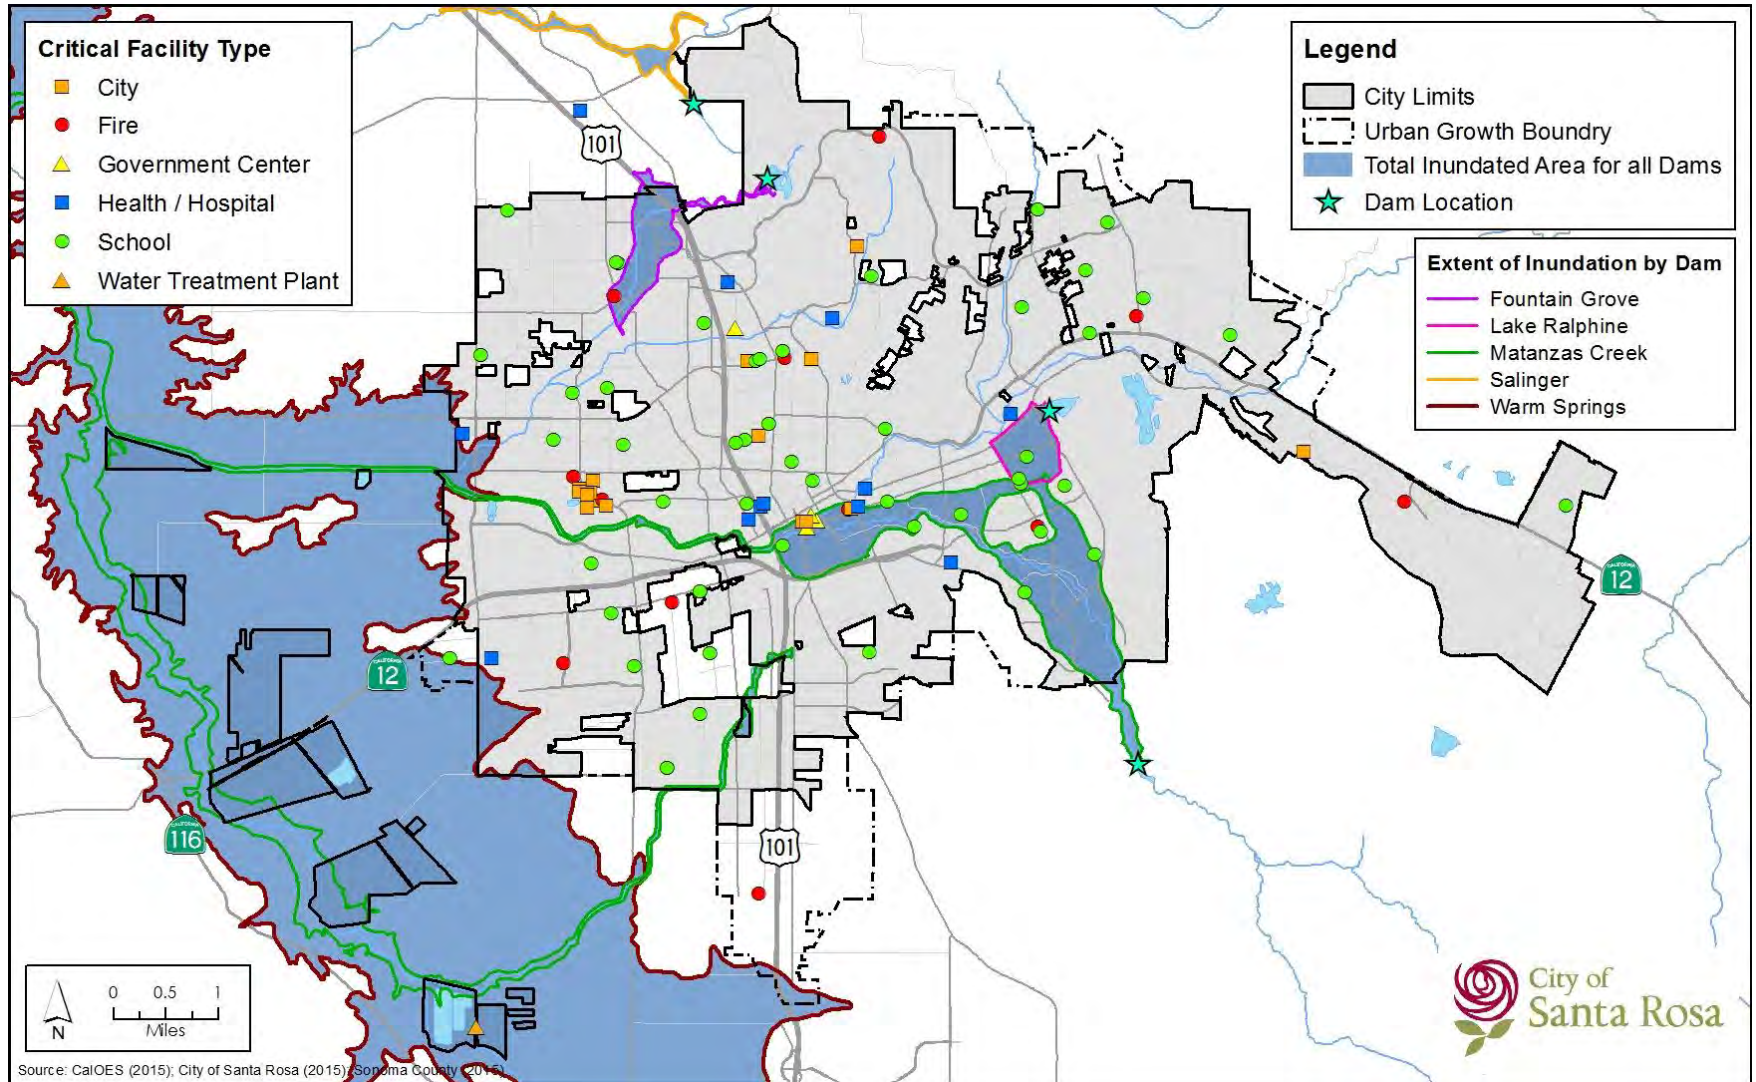 Critical Facility Type
City
Fire
Government Center
Health / Hospital
School
Water Treatment Plant
Legend
City Limits
Urban Growth Boundry
Total Inundated Area for all Dams
Dam Location
Extent of Inundation by Dam
Fountain Grove
Lake Ralphine
Matanzas Creek
Salinger
Warm Springs
101
CALIFORNIA
12
CALIFORNIA
12
CALIFORNIA
116
101
0 0.5 1
Miles
N
City of
Santa Rosa
Source: CalOES (2015); City of Santa Rosa (2015); Sonoma County (2015)